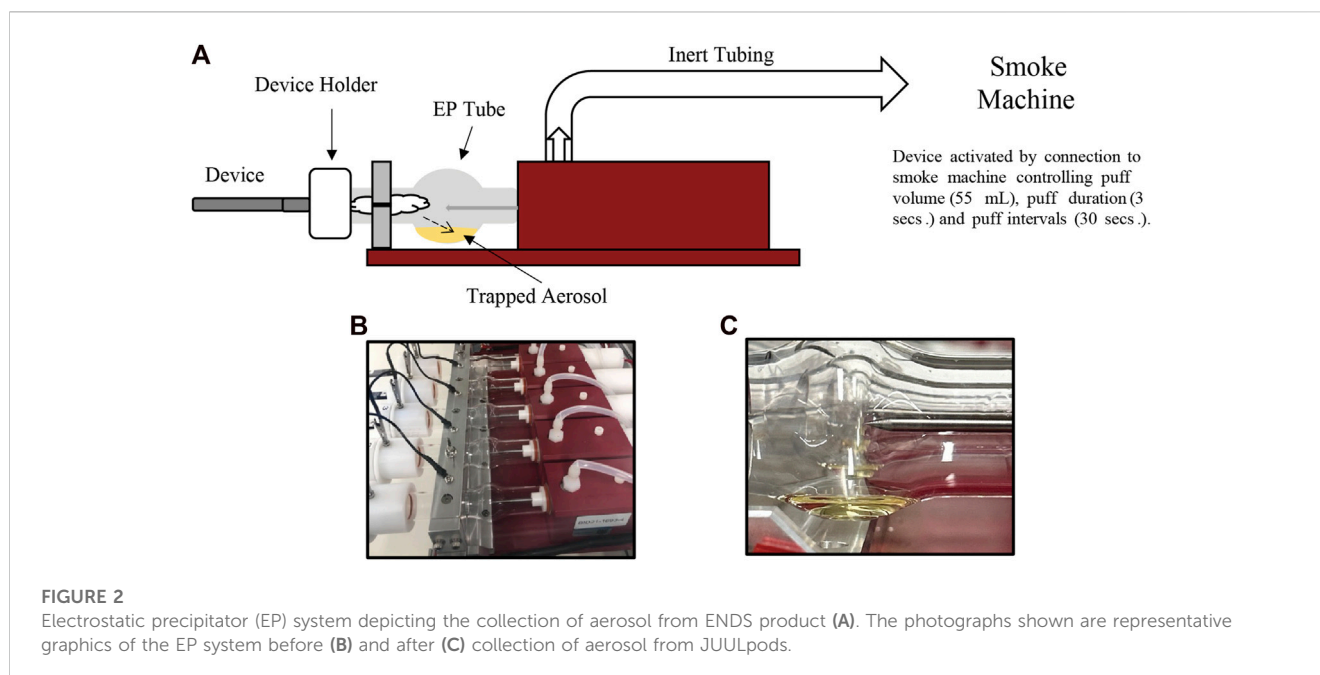 A
Inert Tubing
Smoke
Machine
Device Holder
EP Tube
Device
Device activated by connection to
smoke machine controlling puff
volume (55 mL), puff duration (3
secs.) and puff intervals (30 secs.).
Trapped Aerosol
B
C
FIGURE 2
Electrostatic precipitator (EP) system depicting the collection of aerosol from ENDS product (A). The photographs shown are representative
graphics of the EP system before (B) and after (C) collection of aerosol from JUULpods.